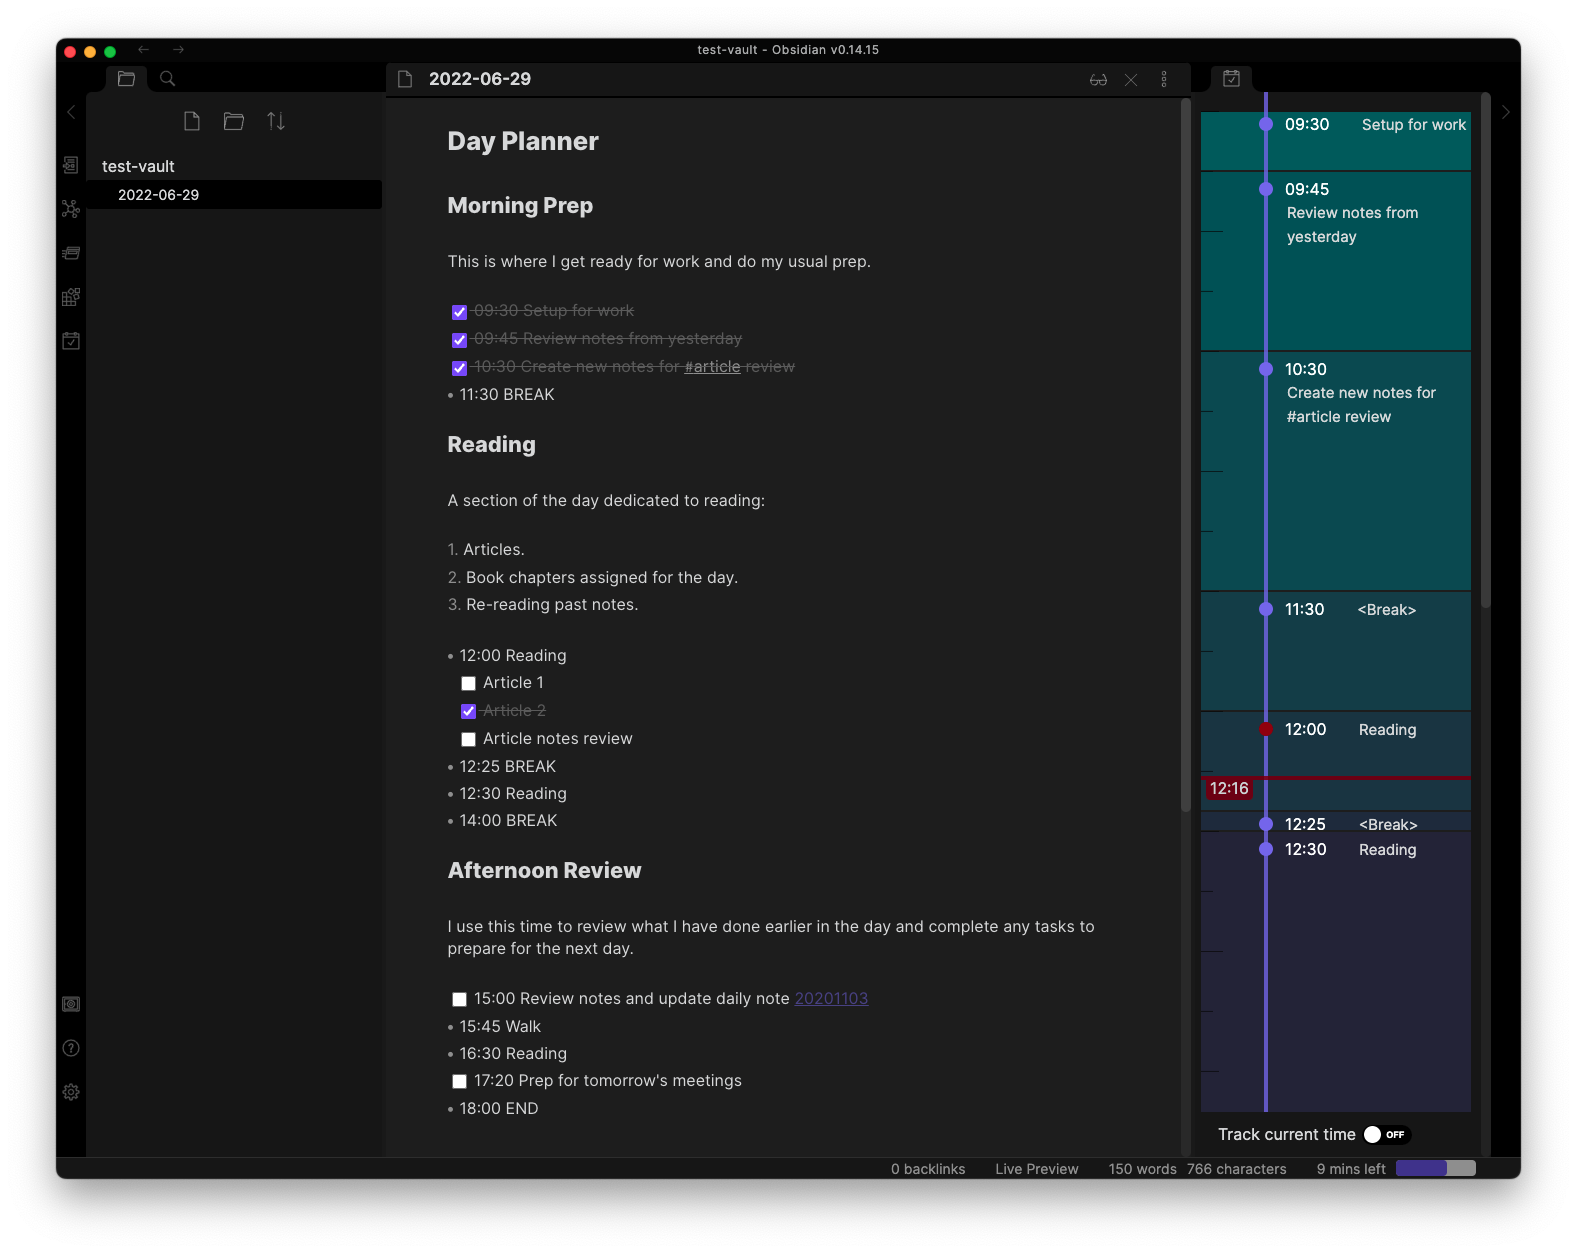 test-vault - Obsidian v0.14.15
2022-06-29
test-vault
2022-06-29
Day Planner
Morning Prep
This is where I get ready for work and do my usual prep.
09:30 Setup for work
09:45 Review notes from yesterday
10:30 Create new notes for #article review
11:30 BREAK
Reading
A section of the day dedicated to reading:
1. Articles.
2. Book chapters assigned for the day.
3. Re-reading past notes.
12:00 Reading
Article 1
Article 2
Article notes review
12:25 BREAK
12:30 Reading
14:00 BREAK
Afternoon Review
I use this time to review what I have done earlier in the day and complete any tasks to
prepare for the next day.
15:00 Review notes and update daily note 20201103
15:45 Walk
16:30 Reading
17:20 Prep for tomorrow's meetings
18:00 END
09:30 Setup for work
09:45
Review notes from
yesterday
10:30
Create new notes for
#article review
11:30 <Break>
12:00 Reading
12:16
12:25 <Break>
12:30 Reading
Track current time OFF
0 backlinks Live Preview 150 words 766 characters 9 mins left